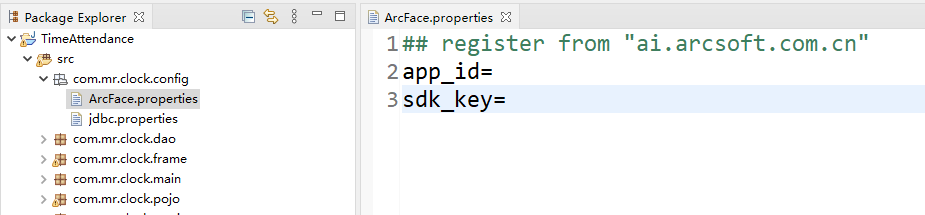 Package Explorer
TimeAttendance
src
com.mr.clock.config
ArcFace.properties
jdbc.properties
com.mr.clock.dao
com.mr.clock.frame
com.mr.clock.main
com.mr.clock.pojo
ArcFace.properties
1 ## register from "ai.arcsoft.com.cn"
2 app_id=
3 sdk_key=